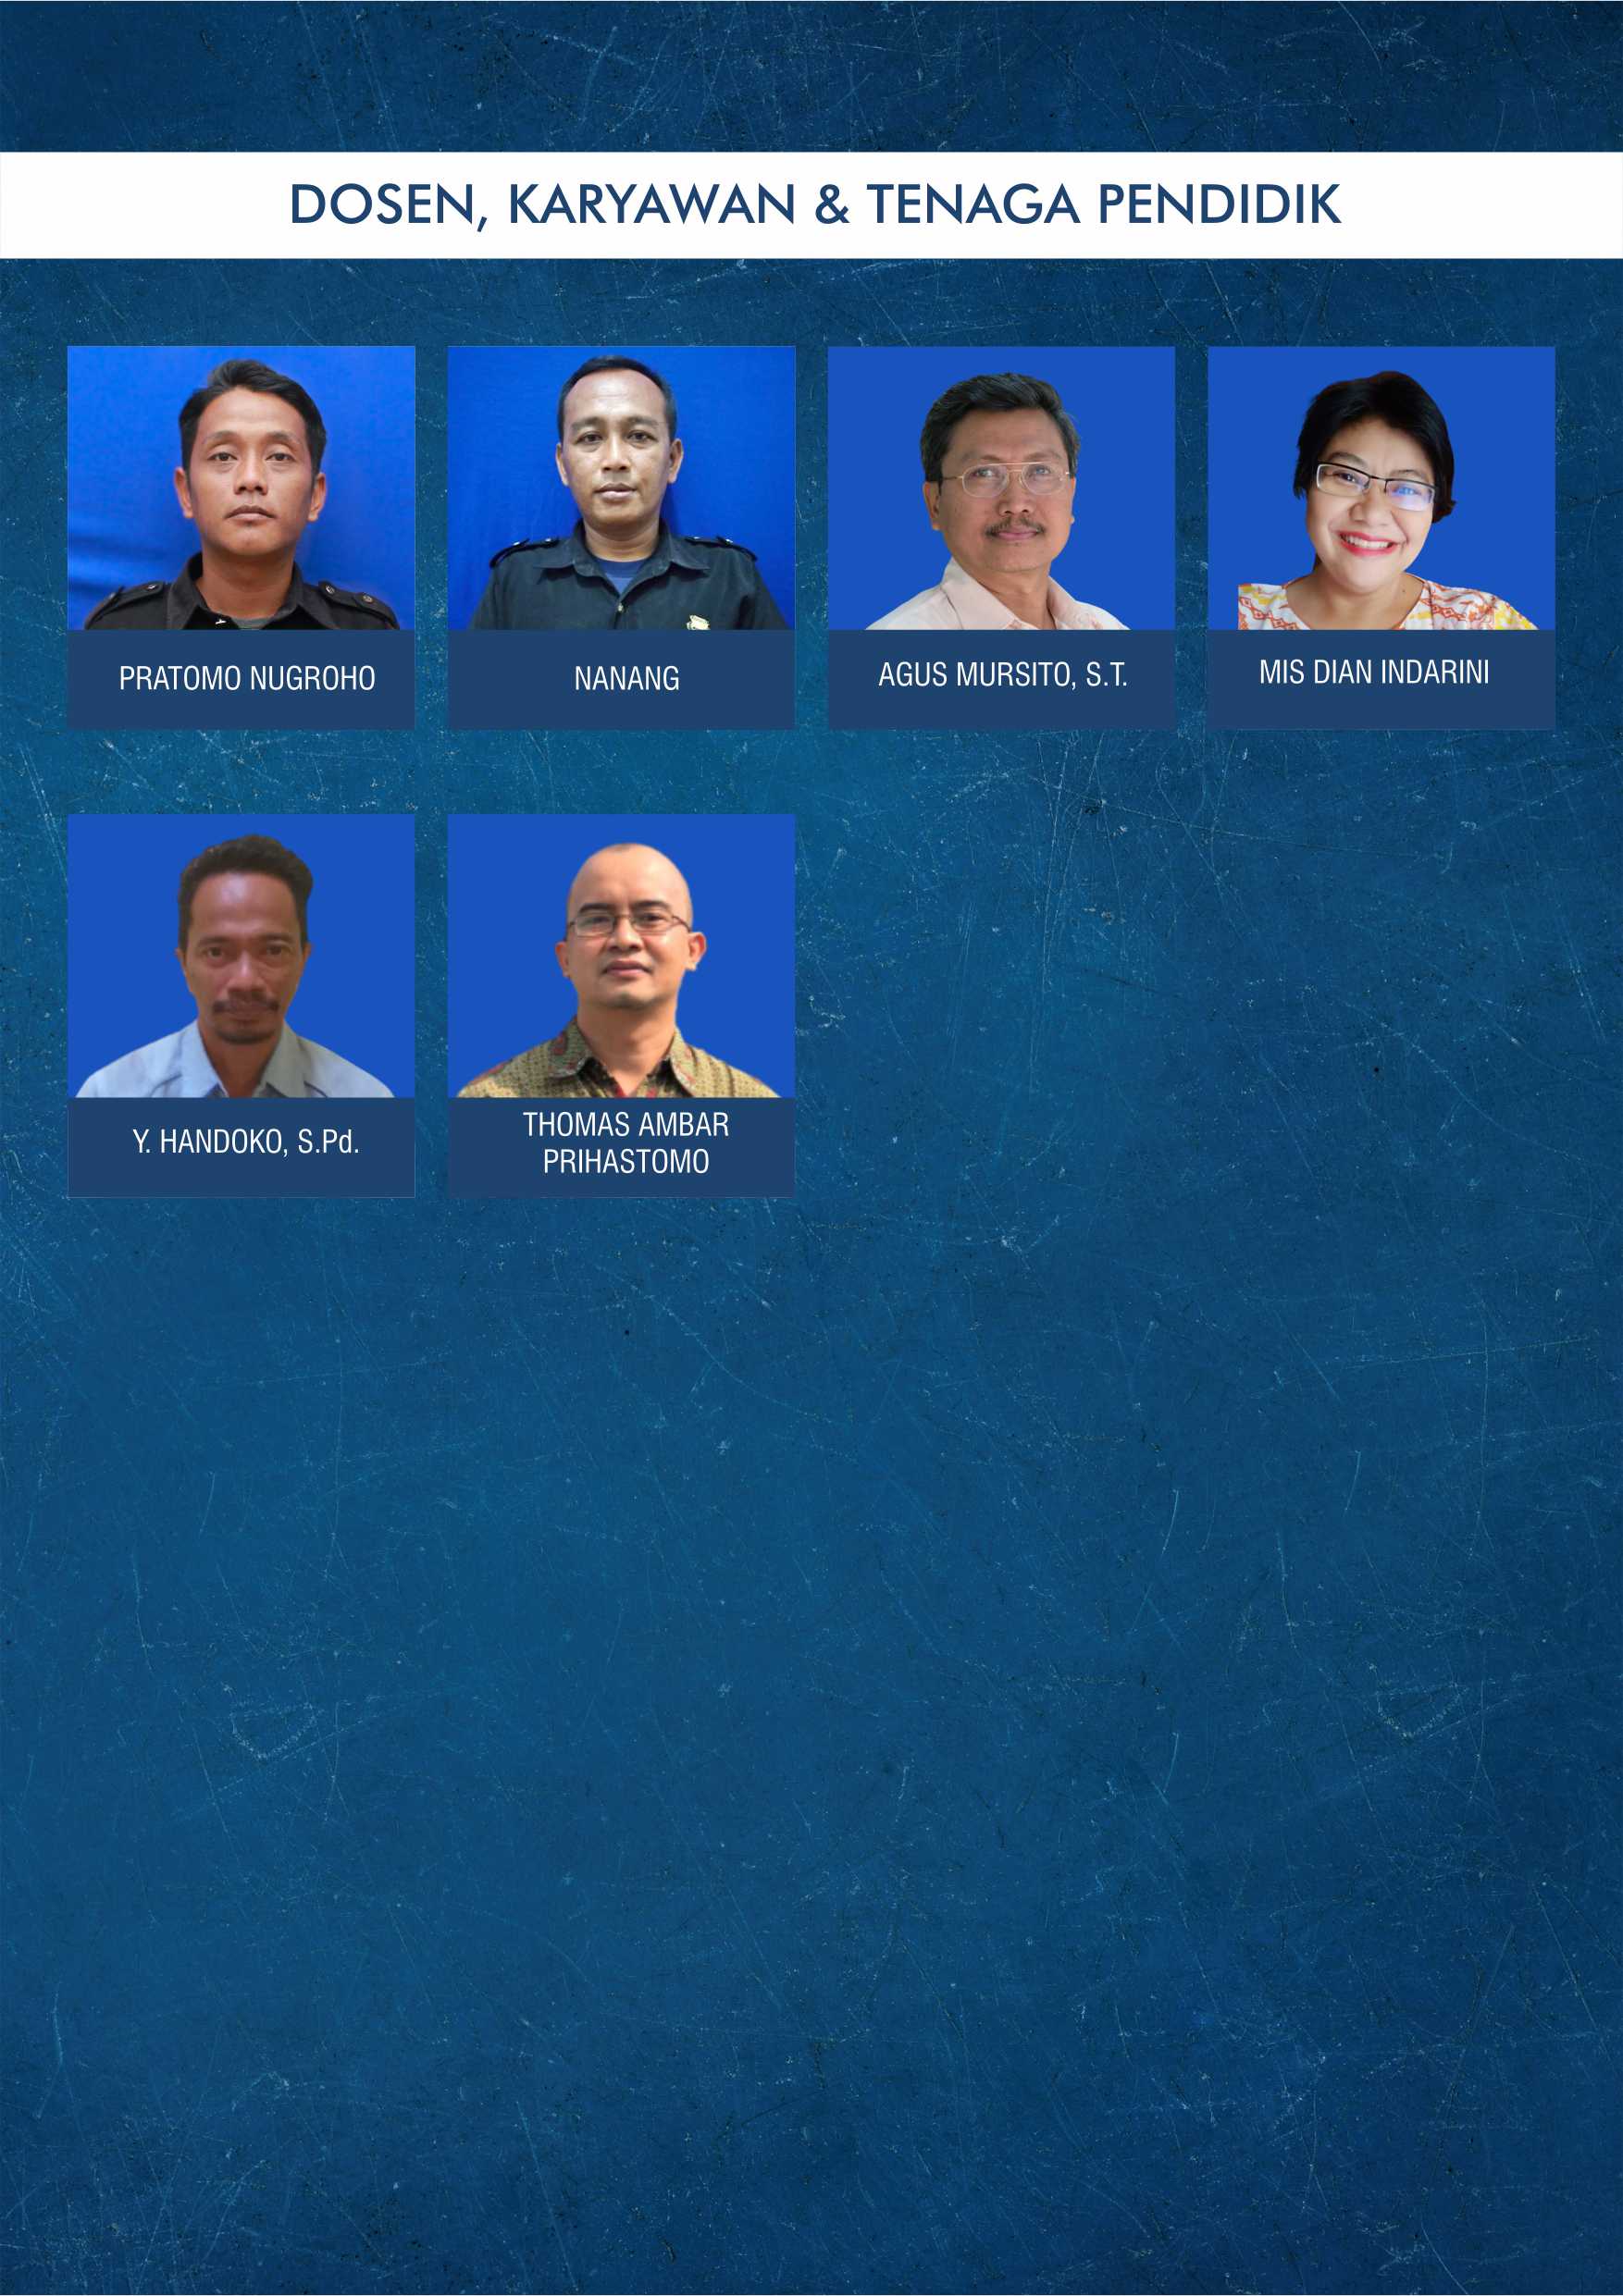 DOSEN, KARYAWAN & TENAGA PENDIDIK
PRATOMO NUGROHO
NANANG
AGUS MURSITO, S.T.
MIS DIAN INDARINI
Y. HANDOKO, S.Pd.
THOMAS AMBAR
PRIHASTOMO